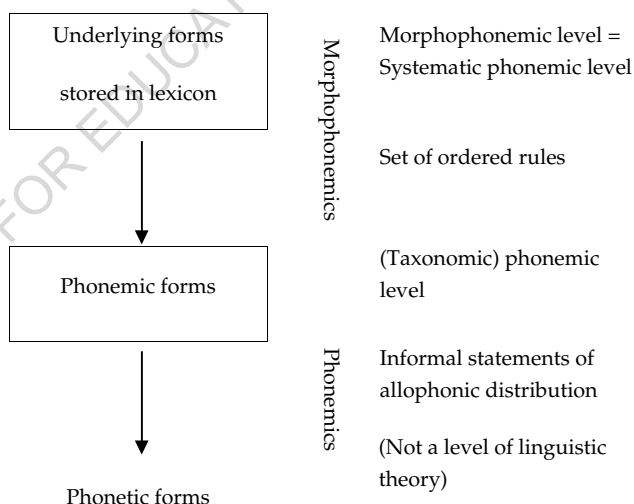 Underlying forms
stored in lexicon
Morphophonemics
Morphophonemic level =
Systematic phonemic level
Set of ordered rules
Phonemic forms
(Taxonomic) phonemic
level
Phonemics
Informal statements of
allophonic distribution
(Not a level of linguistic
theory)
Phonetic forms
FOR